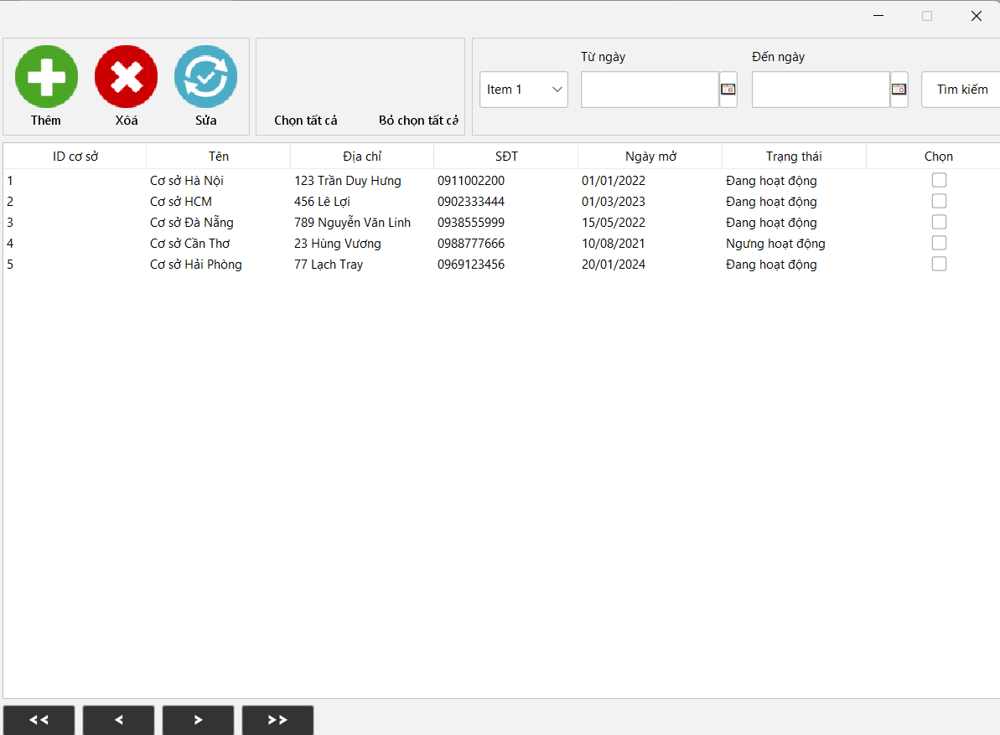 Từ ngày Đến ngày
Item 1 Tìm kiếm
Thêm Xoá Sửa Chọn tất cả Bỏ chọn tất cả
ID cơ sở Tên Địa chỉ SĐT Ngày mở Trạng thái Chọn
1 Cơ sở Hà Nội 123 Trần Duy Hưng 0911002200 01/01/2022 Đang hoạt động
2 Cơ sở HCM 456 Lê Lợi 0902333444 01/03/2023 Đang hoạt động
3 Cơ sở Đà Nẵng 789 Nguyễn Văn Linh 0938555999 15/05/2022 Đang hoạt động
4 Cơ sở Cần Thơ 23 Hùng Vương 0988777666 10/08/2021 Ngưng hoạt động
5 Cơ sở Hải Phòng 77 Lạch Tray 0969123456 20/01/2024 Đang hoạt động
<< < > >>